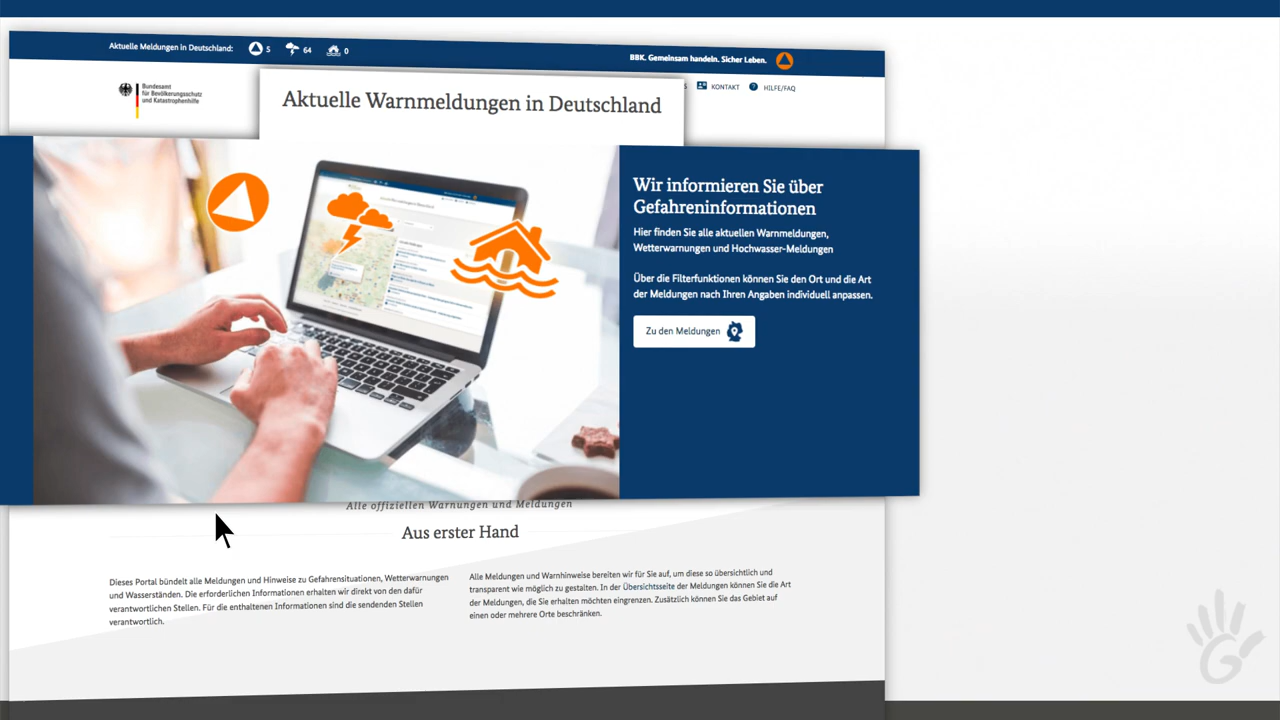 Aktuelle Meldungen in Deutschland: 5 64 0
BBK. Gemeinsam handeln. Sicher Leben.
Bundesamt
für Bevölkerungsschutz
und Katastrophenhilfe
KONTAKT HILFE/FAQ
Aktuelle Warnmeldungen in Deutschland
Wir informieren Sie über
Gefahreninformationen
Hier finden Sie alle aktuellen Warnmeldungen,
Wetterwarnungen und Hochwasser-Meldungen
Über die Filterfunktionen können Sie den Ort und die Art
der Meldungen nach Ihren Angaben individuell anpassen.
Zu den Meldungen
Alle offiziellen Warnungen und Meldungen
Aus erster Hand
Dieses Portal bündelt alle Meldungen und Hinweise zu Gefahrensituationen, Wetterwarnungen
und Wasserständen. Die erforderlichen Informationen erhalten wir direkt von den dafür
verantwortlichen Stellen. Für die enthaltenen Informationen sind die sendenden Stellen
verantwortlich.
Alle Meldungen und Warnhinweise bereiten wir für Sie auf, um diese so übersichtlich und
transparent wie möglich zu gestalten. In der Übersichtsseite der Meldungen können Sie die Art
der Meldungen, die Sie erhalten möchten eingrenzen. Zusätzlich können Sie das Gebiet auf
einen oder mehrere Orte beschränken.